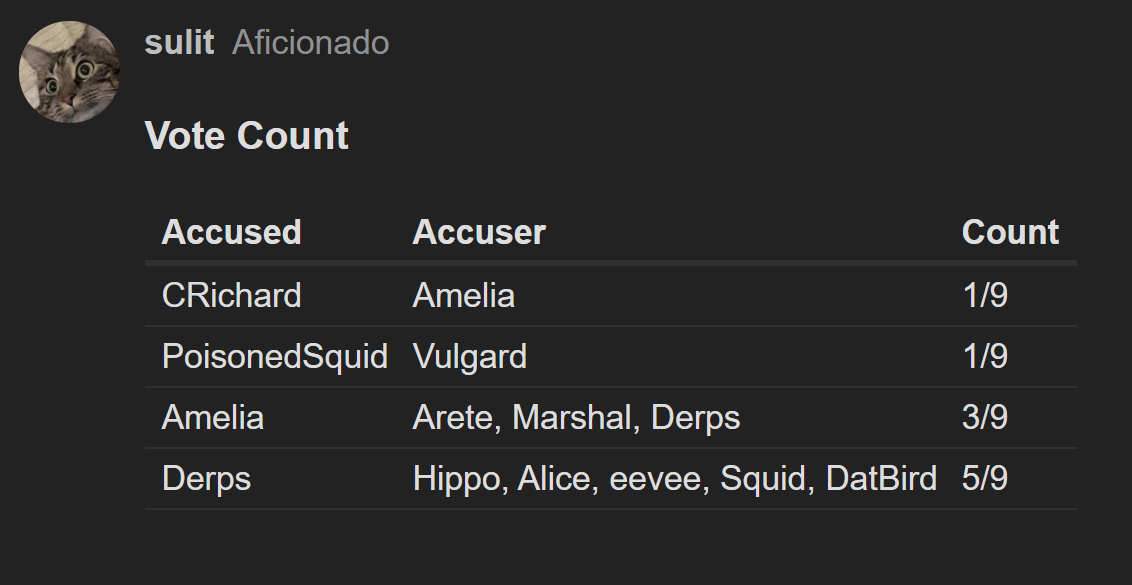 sulit Aficionado
Vote Count
Accused Accuser Count
CRichard Amelia 1/9
PoisonedSquid Vulgard 1/9
Amelia Arete, Marshal, Derps 3/9
Derps Hippo, Alice, eevee, Squid, DatBird 5/9